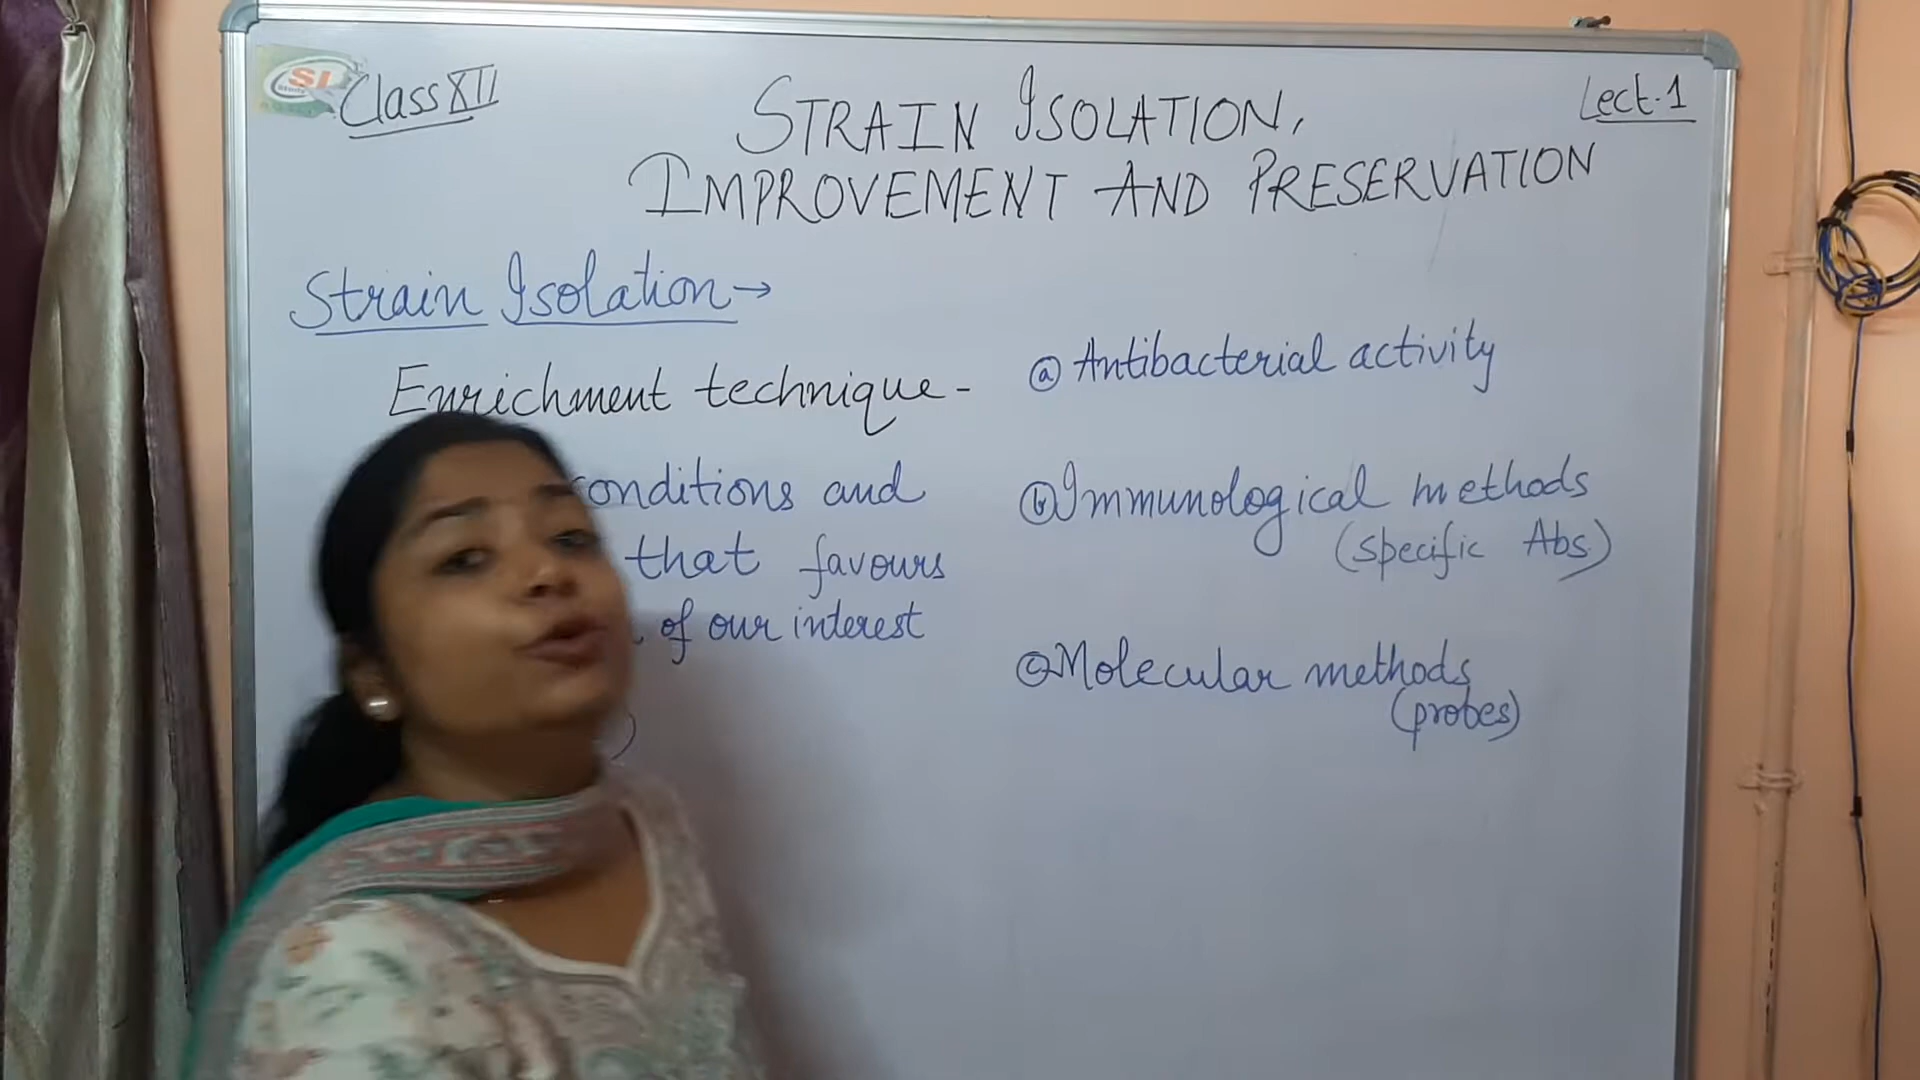 SI
Class XII
Lect. 1
STRAIN ISOLATION,
IMPROVEMENT AND PRESERVATION
Strain Isolation →
Enrichment technique -
conditions and
that favours
of our interest
ⓐ Antibacterial activity
ⓑ Immunological methods
(specific Abs)
ⓒ Molecular methods
(probes)